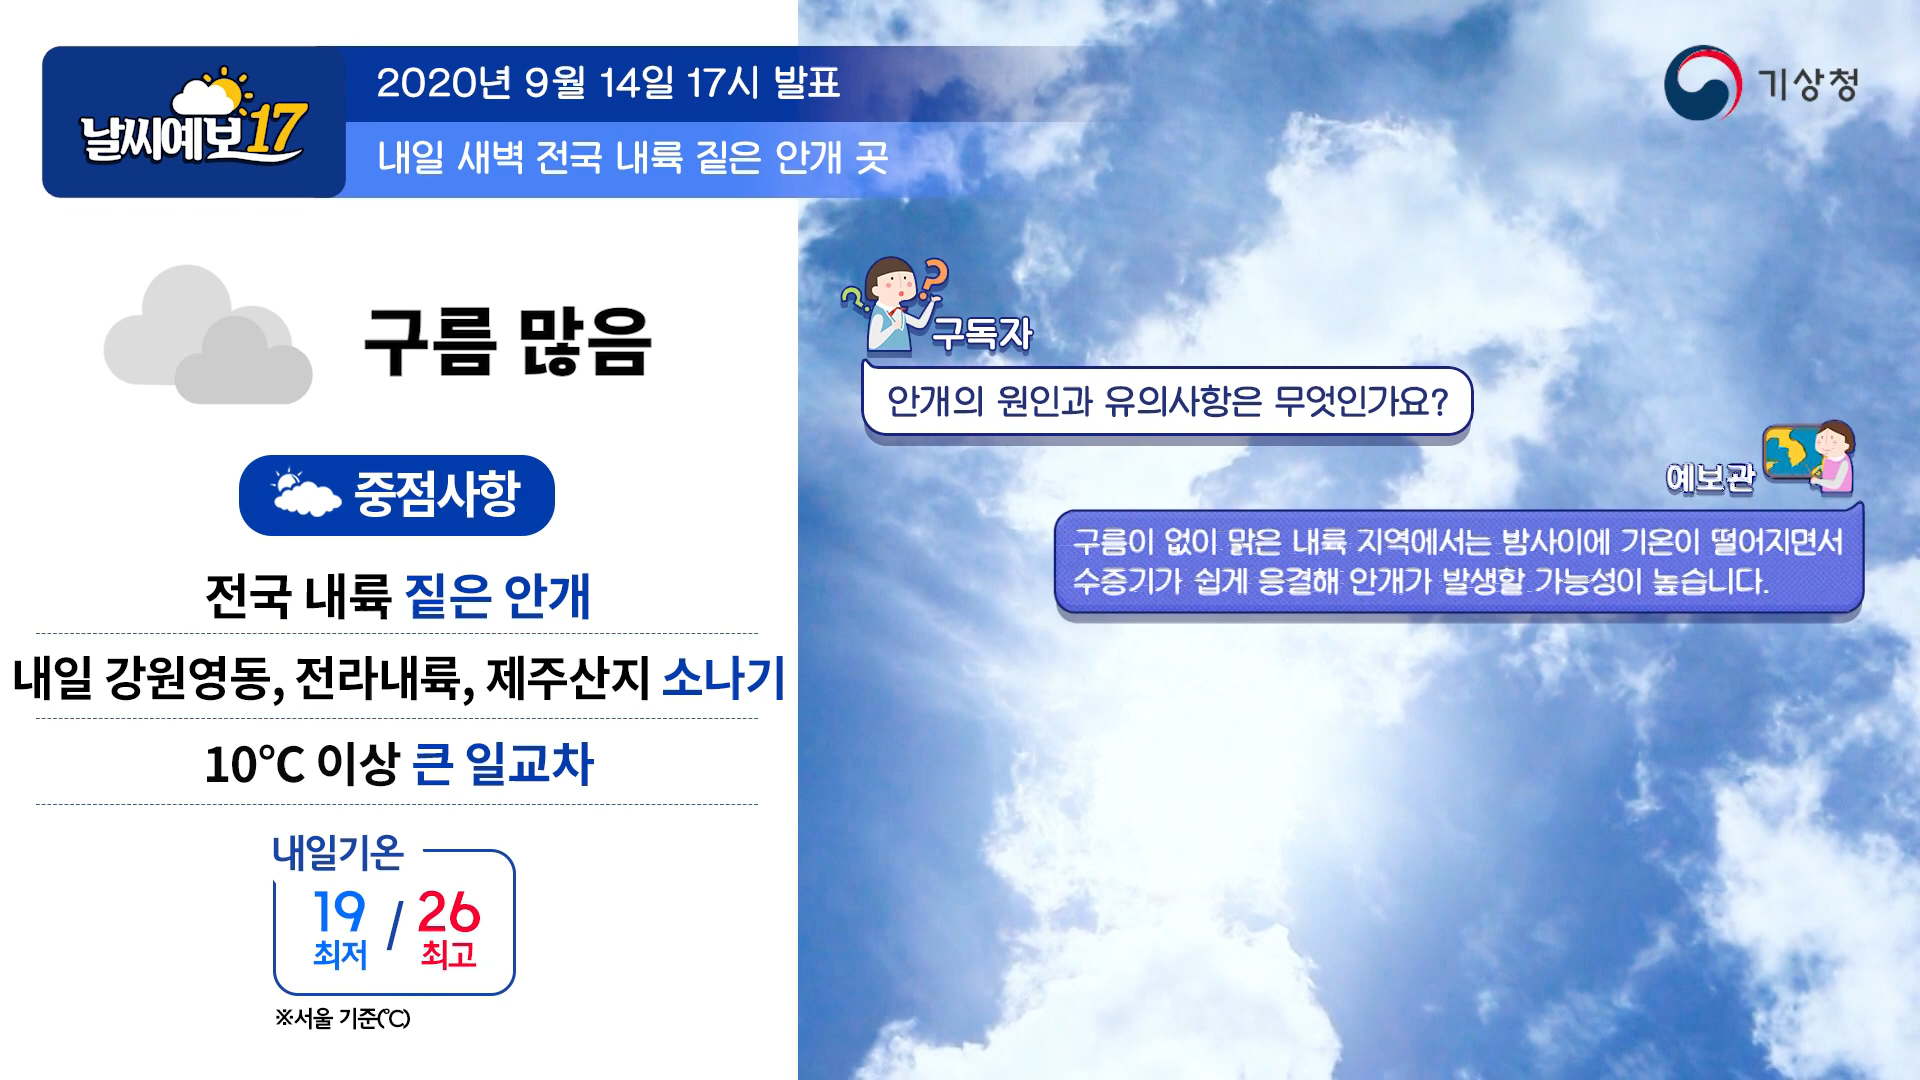 날씨예보17
2020년 9월 14일 17시 발표
내일 새벽 전국 내륙 짙은 안개 곳
기상청
구름 많음
중점사항
전국 내륙 짙은 안개
내일 강원영동, 전라내륙, 제주산지 소나기
10℃ 이상 큰 일교차
내일기온
19 / 26
최저 최고
※서울 기준(℃)
구독자
안개의 원인과 유의사항은 무엇인가요?
예보관
구름이 없이 맑은 내륙 지역에서는 밤사이에 기온이 떨어지면서
수증기가 쉽게 응결해 안개가 발생할 가능성이 높습니다.